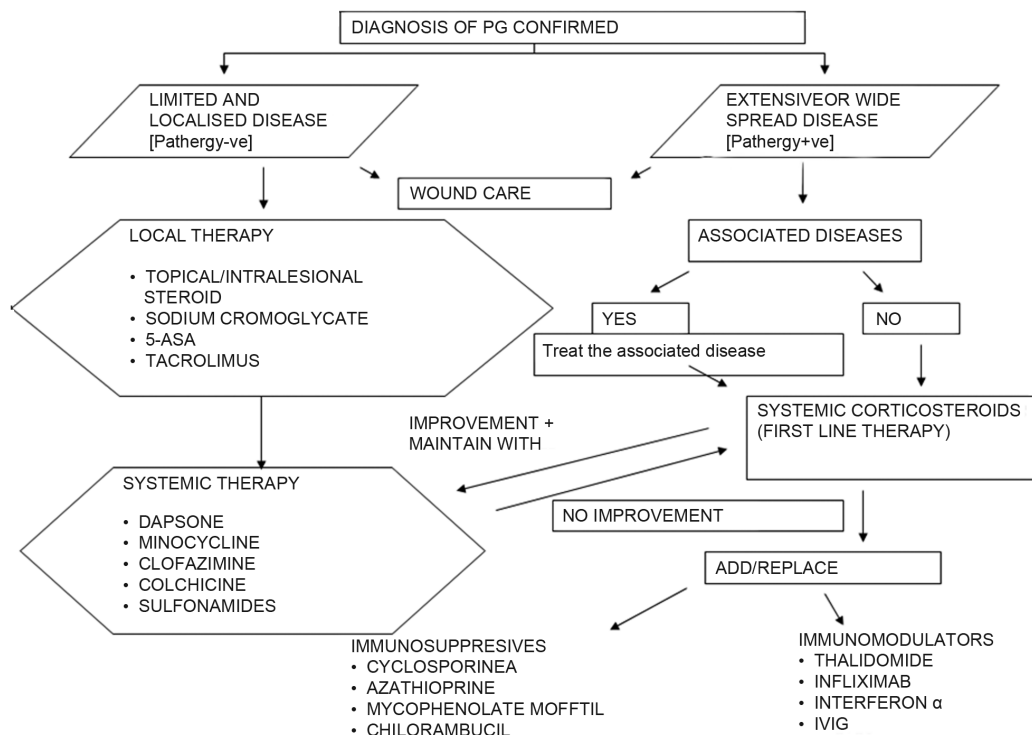 DIAGNOSIS OF PG CONFIRMED
LIMITED AND
LOCALISED DISEASE
[Pathergy-ve]
EXTENSIVEOR WIDE
SPREAD DISEASE
[Pathergy+ve]
WOUND CARE
LOCAL THERAPY
• TOPICAL/INTRALESIONAL
STEROID
• SODIUM CROMOGLYCATE
• 5-ASA
• TACROLIMUS
ASSOCIATED DISEASES
YES
NO
Treat the associated disease
SYSTEMIC CORTICOSTEROIDS
(FIRST LINE THERAPY)
IMPROVEMENT +
MAINTAIN WITH
SYSTEMIC THERAPY
• DAPSONE
• MINOCYCLINE
• CLOFAZIMINE
• COLCHICINE
• SULFONAMIDES
NO IMPROVEMENT
ADD/REPLACE
IMMUNOSUPPRESIVES
• CYCLOSPORINEA
• AZATHIOPRINE
• MYCOPHENOLATE MOFFTIL
• CHILORAMBUCIL
IMMUNOMODULATORS
• THALIDOMIDE
• INFLIXIMAB
• INTERFERON α
• IVIG